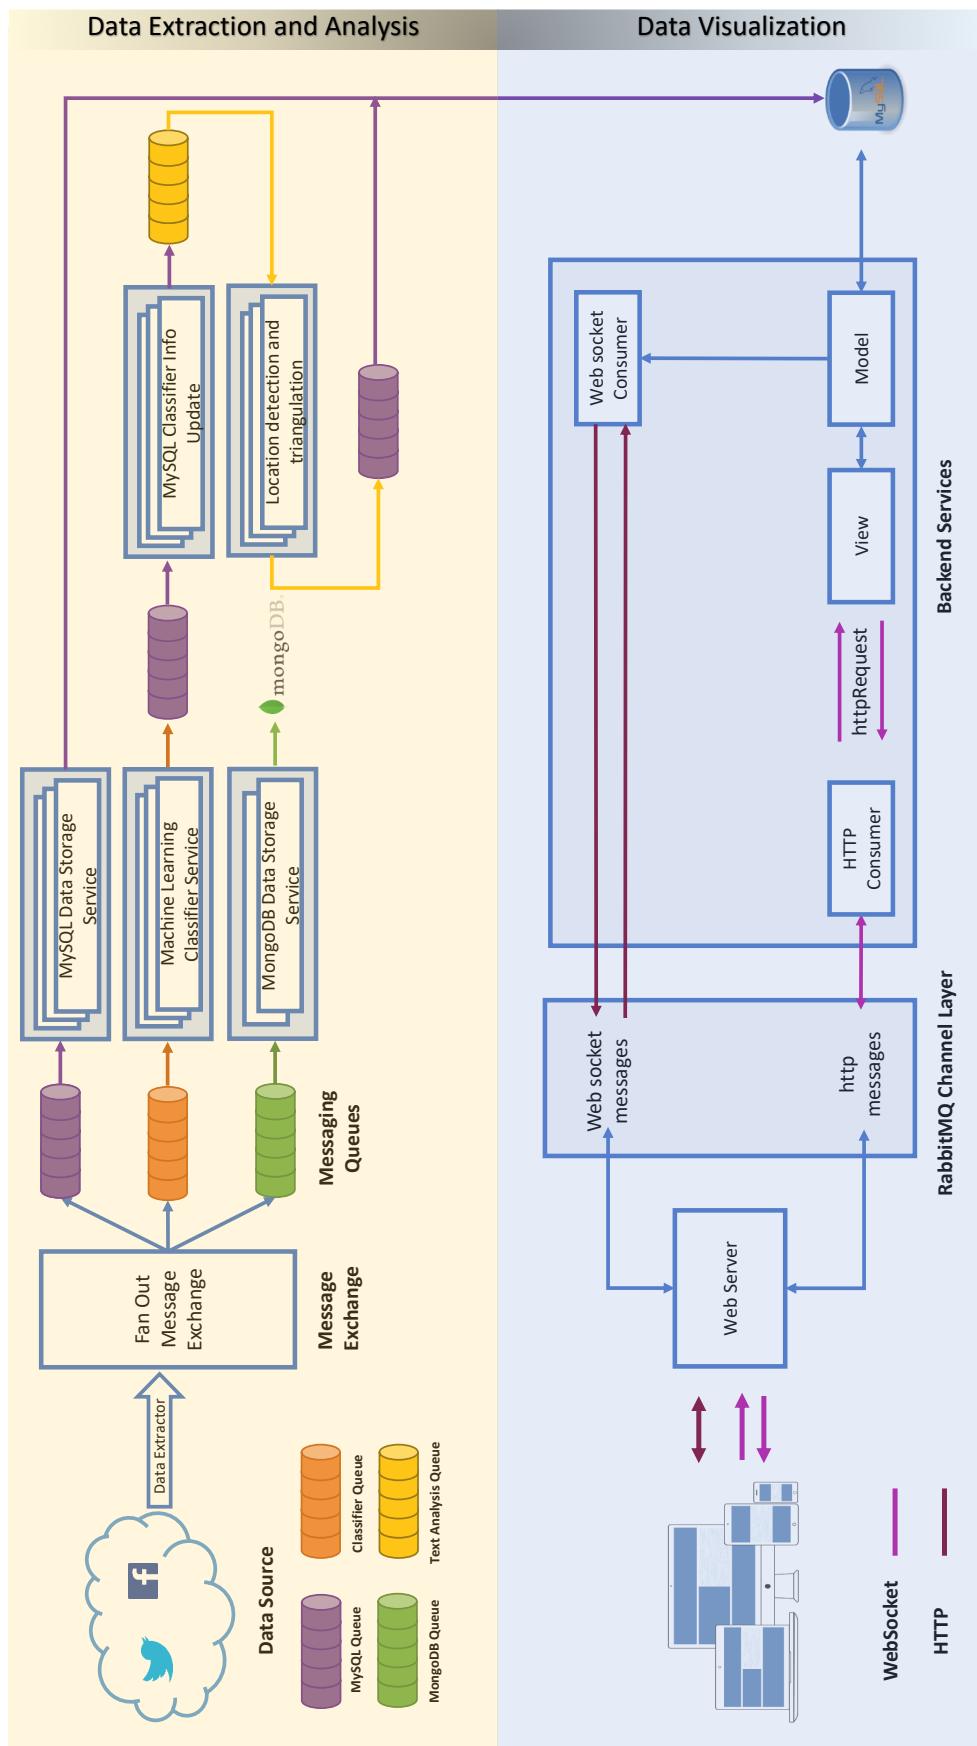 Data Extraction and Analysis
Data Visualization
MySQL
MySQL Data Storage
Service
Machine Learning
Classifier Service
MongoDB Data Storage
Service
MySQL Classifier Info
Update
Location detection and
triangulation
mongoDB
Messaging
Queues
Fan Out
Message
Exchange
Message
Exchange
Data Extractor
f
Data Source
MySQL Queue
Classifier Queue
MongoDB Queue
Text Analysis Queue
Web socket
Consumer
Model
View
httpRequest
HTTP
Consumer
Backend Services
Web socket
messages
http
messages
RabbitMQ Channel Layer
Web Server
WebSocket
HTTP